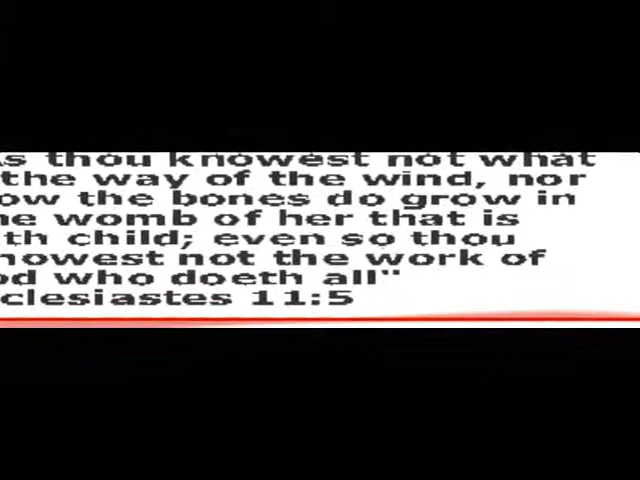 s thou knowest not what
the way of the wind, nor
ow the bones do grow in
he womb of her that is
th child; even so thou
nowest not the work of
od who doeth all"
clesiastes 11:5